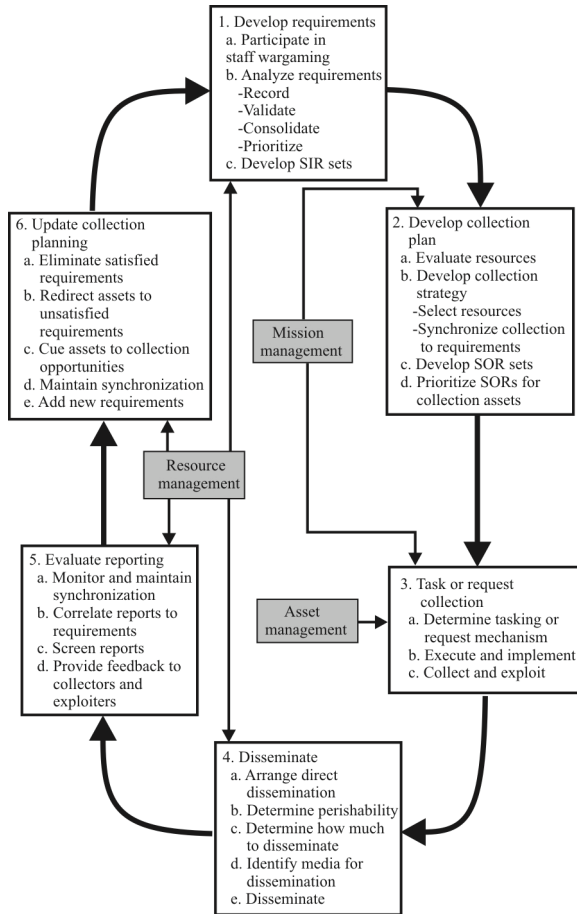 1. Develop requirements
a. Participate in
staff wargaming
b. Analyze requirements
-Record
-Validate
-Consolidate
-Prioritize
c. Develop SIR sets
2. Develop collection
plan
a. Evaluate resources
b. Develop collection
strategy
-Select resources
-Synchronize collection
to requirements
c. Develop SOR sets
d. Prioritize SORs for
collection assets
3. Task or request
collection
a. Determine tasking or
request mechanism
b. Execute and implement
c. Collect and exploit
4. Disseminate
a. Arrange direct
dissemination
b. Determine perishability
c. Determine how much
to disseminate
d. Identify media for
dissemination
e. Disseminate
5. Evaluate reporting
a. Monitor and maintain
synchronization
b. Correlate reports to
requirements
c. Screen reports
d. Provide feedback to
collectors and
exploiters
6. Update collection
planning
a. Eliminate satisfied
requirements
b. Redirect assets to
unsatisfied
requirements
c. Cue assets to collection
opportunities
d. Maintain synchronization
e. Add new requirements
Mission
management
Resource
management
Asset
management